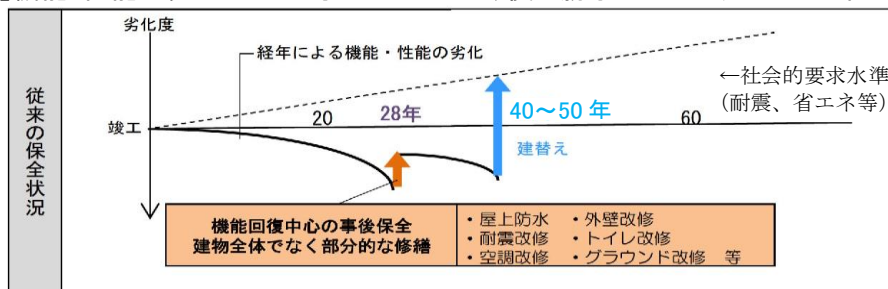 劣化度
経年による機能・性能の劣化
←社会的要求水準
(耐震、省エネ等)
従来の保全状況
竣工
20
28年
40～50 年
60
建替え
機能回復中心の事後保全
建物全体でなく部分的な修繕
・屋上防水 ・外壁改修
・耐震改修 ・トイレ改修
・空調改修 ・グラウンド改修 等